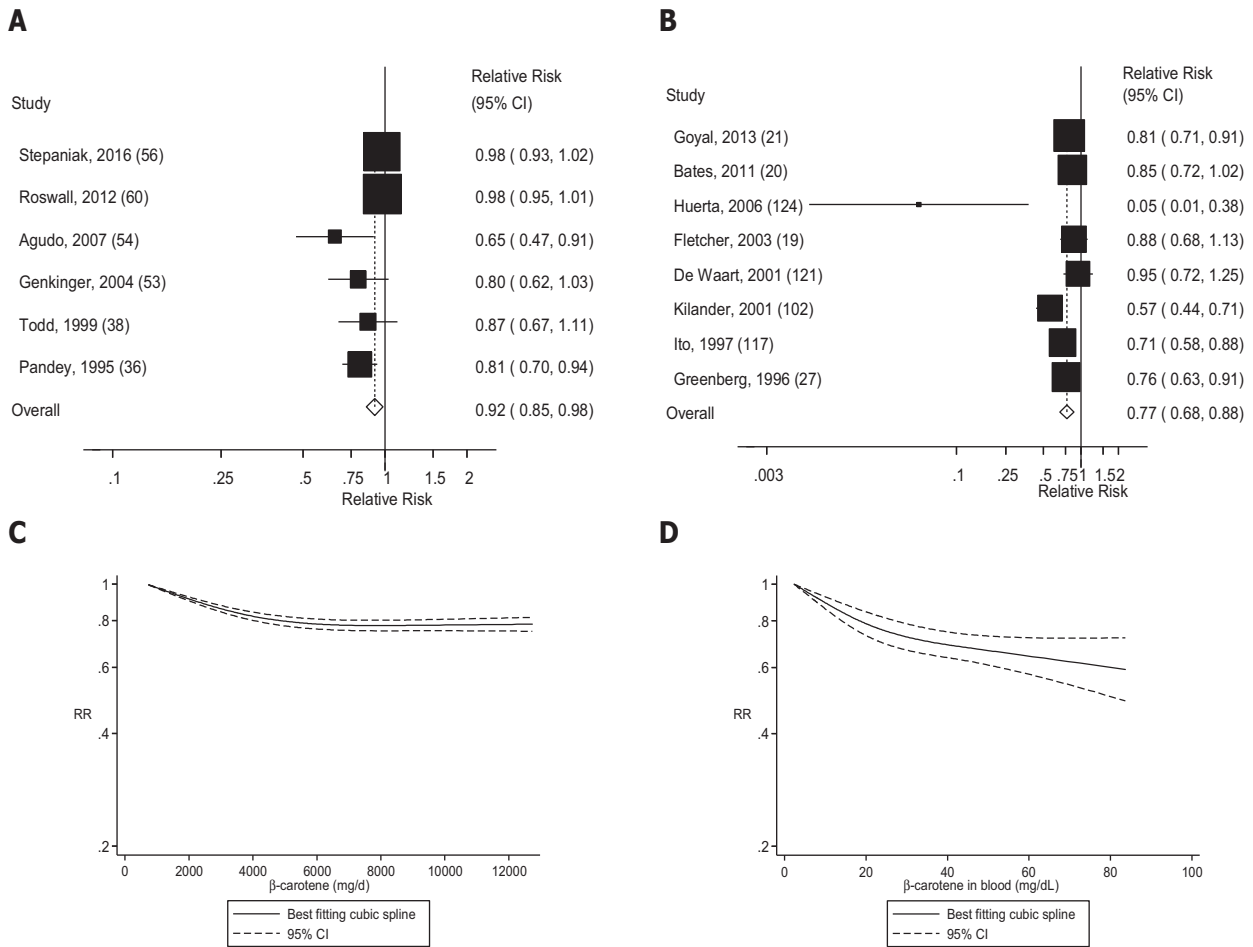 A
Relative Risk
Study
(95% CI)
Stepaniak, 2016 (56) 0.98 ( 0.93, 1.02)
Roswall, 2012 (60) 0.98 ( 0.95, 1.01)
Agudo, 2007 (54) 0.65 ( 0.47, 0.91)
Genkinger, 2004 (53) 0.80 ( 0.62, 1.03)
Todd, 1999 (38) 0.87 ( 0.67, 1.11)
Pandey, 1995 (36) 0.81 ( 0.70, 0.94)
Overall 0.92 ( 0.85, 0.98)
.1 .25 .5 .75 1 1.5 2
Relative Risk
B
Relative Risk
Study
(95% CI)
Goyal, 2013 (21) 0.81 ( 0.71, 0.91)
Bates, 2011 (20) 0.85 ( 0.72, 1.02)
Huerta, 2006 (124) 0.05 ( 0.01, 0.38)
Fletcher, 2003 (19) 0.88 ( 0.68, 1.13)
De Waart, 2001 (121) 0.95 ( 0.72, 1.25)
Kilander, 2001 (102) 0.57 ( 0.44, 0.71)
Ito, 1997 (117) 0.71 ( 0.58, 0.88)
Greenberg, 1996 (27) 0.76 ( 0.63, 0.91)
Overall 0.77 ( 0.68, 0.88)
.003 .1 .25 .5 .75 1 1.5 2
Relative Risk
C
1
.8
.6
RR
.4
.2
0 2000 4000 6000 8000 10000 12000
β-carotene (mg/d)
Best fitting cubic spline
95% CI
D
1
.8
.6
RR
.4
.2
0 20 40 60 80 100
β-carotene in blood (mg/dL)
Best fitting cubic spline
95% CI